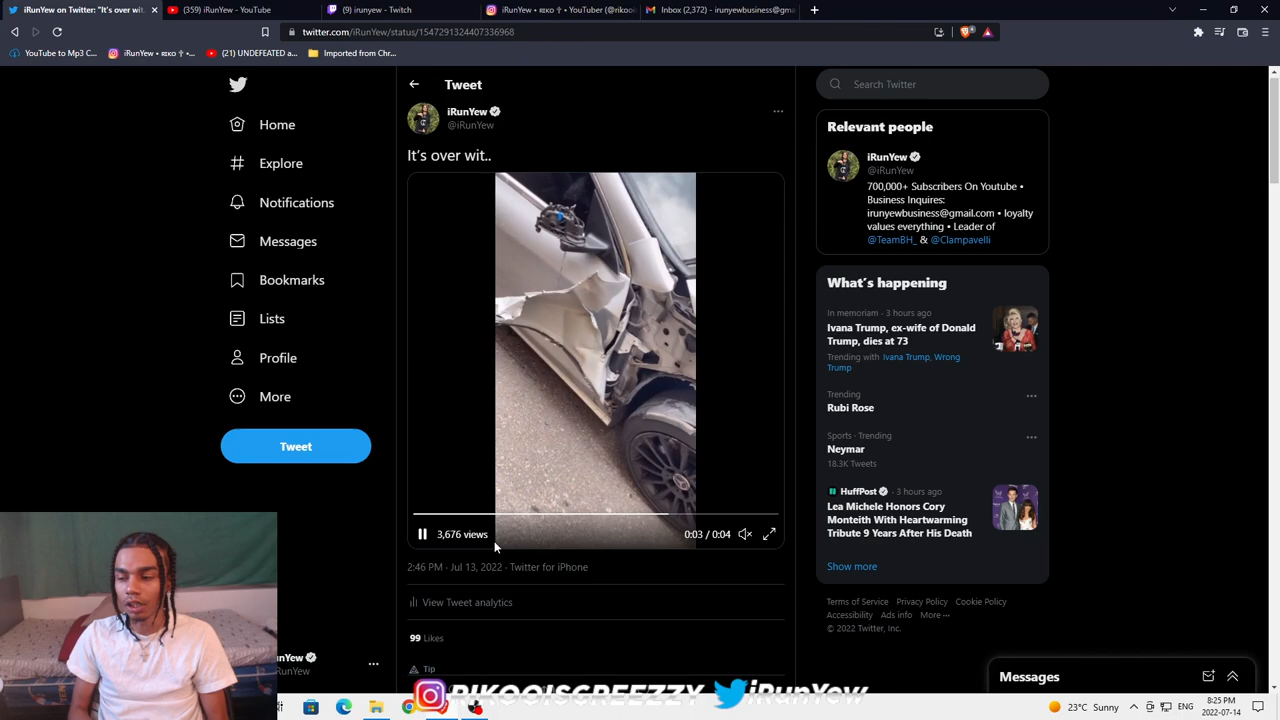 iRunYew on Twitter: "It's over wit.
(359) YouTube
(9) irunyew - Twitch
iRunYew • ʀɪᴋᴏ ♰ • YouTube (@rikoo
Inbox (2,372) - irunyewbusiness@gma
twitter.com/iRunYew/status/1547291324407336968
YouTube to Mp3 C...
iRunYew • ʀɪᴋᴏ ♰ • ...
(21) UNDEFEATED a...
Imported from Chr...
Tweet
Search Twitter
Home
Explore
Notifications
Messages
Bookmarks
Lists
Profile
More
Tweet
iRunYew
@iRunYew
It's over wit..
3,676 views
0:03 / 0:04
2:46 PM · Jul 13, 2022 · Twitter for iPhone
View Tweet analytics
99 Likes
Tip
Relevant people
iRunYew
@iRunYew
700,000+ Subscribers On Youtube •
Business Inquires:
irunyewbusiness@gmail.com • loyalty
values everything • Leader of
@TeamBH_ & @Clampavelli
What's happening
In memoriam · 3 hours ago
Ivana Trump, ex-wife of Donald
Trump, dies at 73
Trending with Ivana Trump, Wrong
Trump
Trending
Rubi Rose
Sports · Trending
Neymar
18.3K Tweets
HuffPost · 3 hours ago
Lea Michele Honors Cory
Monteith With Heartwarming
Tribute 9 Years After His Death
Show more
Terms of Service Privacy Policy Cookie Policy
Accessibility Ads info More ···
© 2022 Twitter, Inc.
Messages
nYew
RunYew
RIKOOISGREEZZY iRunYew
23°C Sunny
ENG
8:25 PM
2022-07-14